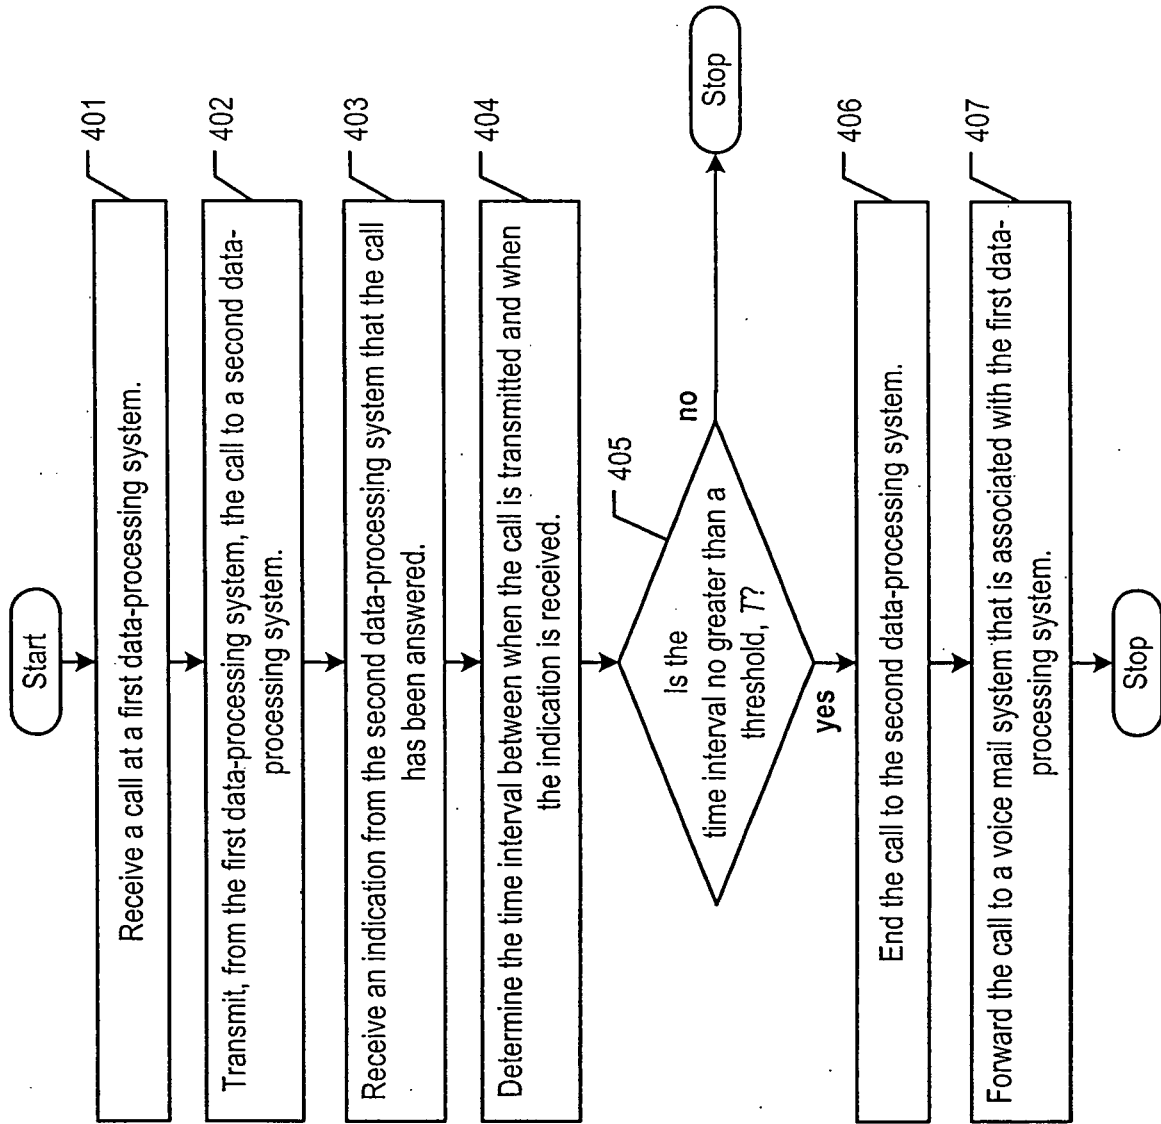 Start
401
Receive a call at a first data-processing system.
402
Transmit, from the first data-processing system, the call to a second data-
processing system.
403
Receive an indication from the second data-processing system that the call
has been answered.
404
Determine the time interval between when the call is transmitted and when
the indication is received.
405
Is the
time interval no greater than a
threshold, T?
no
Stop
yes
406
End the call to the second data-processing system.
407
Forward the call to a voice mail system that is associated with the first data-
processing system.
Stop